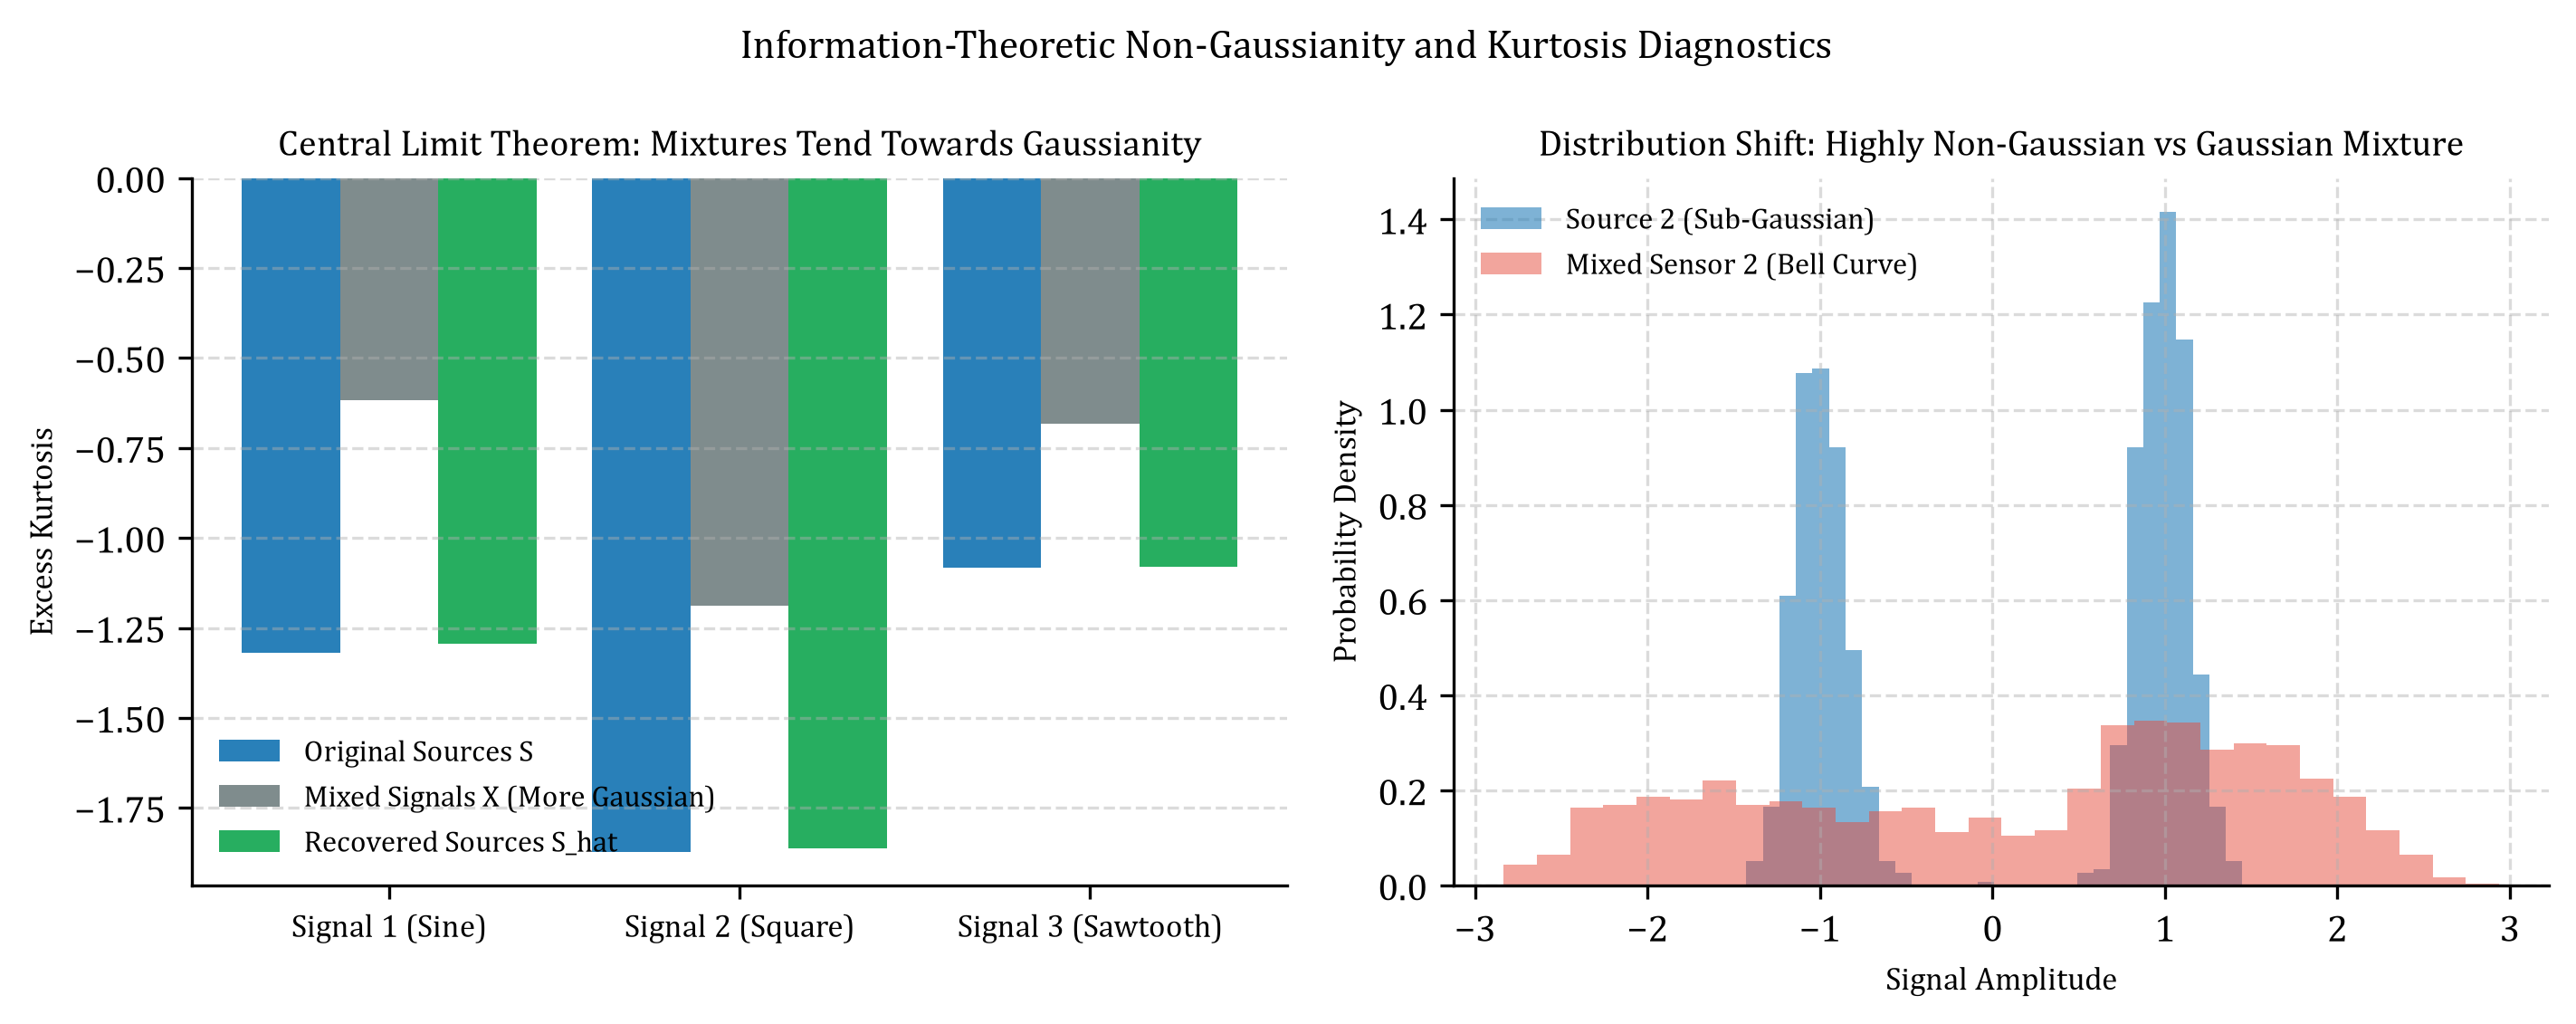 Information-Theoretic Non-Gaussianity and Kurtosis Diagnostics
Central Limit Theorem: Mixtures Tend Towards Gaussianity
0.00
−0.25
−0.50
−0.75
−1.00
−1.25
−1.50
−1.75
Excess Kurtosis
Original Sources S
Mixed Signals X (More Gaussian)
Recovered Sources S_hat
Signal 1 (Sine)
Signal 2 (Square)
Signal 3 (Sawtooth)
Distribution Shift: Highly Non-Gaussian vs Gaussian Mixture
Source 2 (Sub-Gaussian)
Mixed Sensor 2 (Bell Curve)
1.4
1.2
1.0
0.8
0.6
0.4
0.2
0.0
Probability Density
−3
−2
−1
0
1
2
3
Signal Amplitude